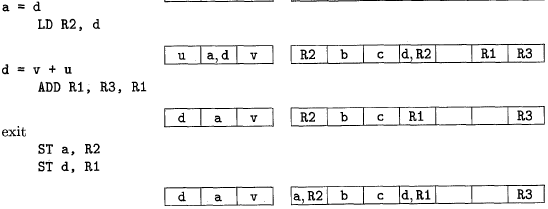 a = d
LD R2, d
u a,d v R2 b c d,R2 R1 R3
d = v + u
ADD R1, R3, R1
d a v R2 b c R1 R3
exit
ST a, R2
ST d, R1
d a v a,R2 b c d,R1 R3